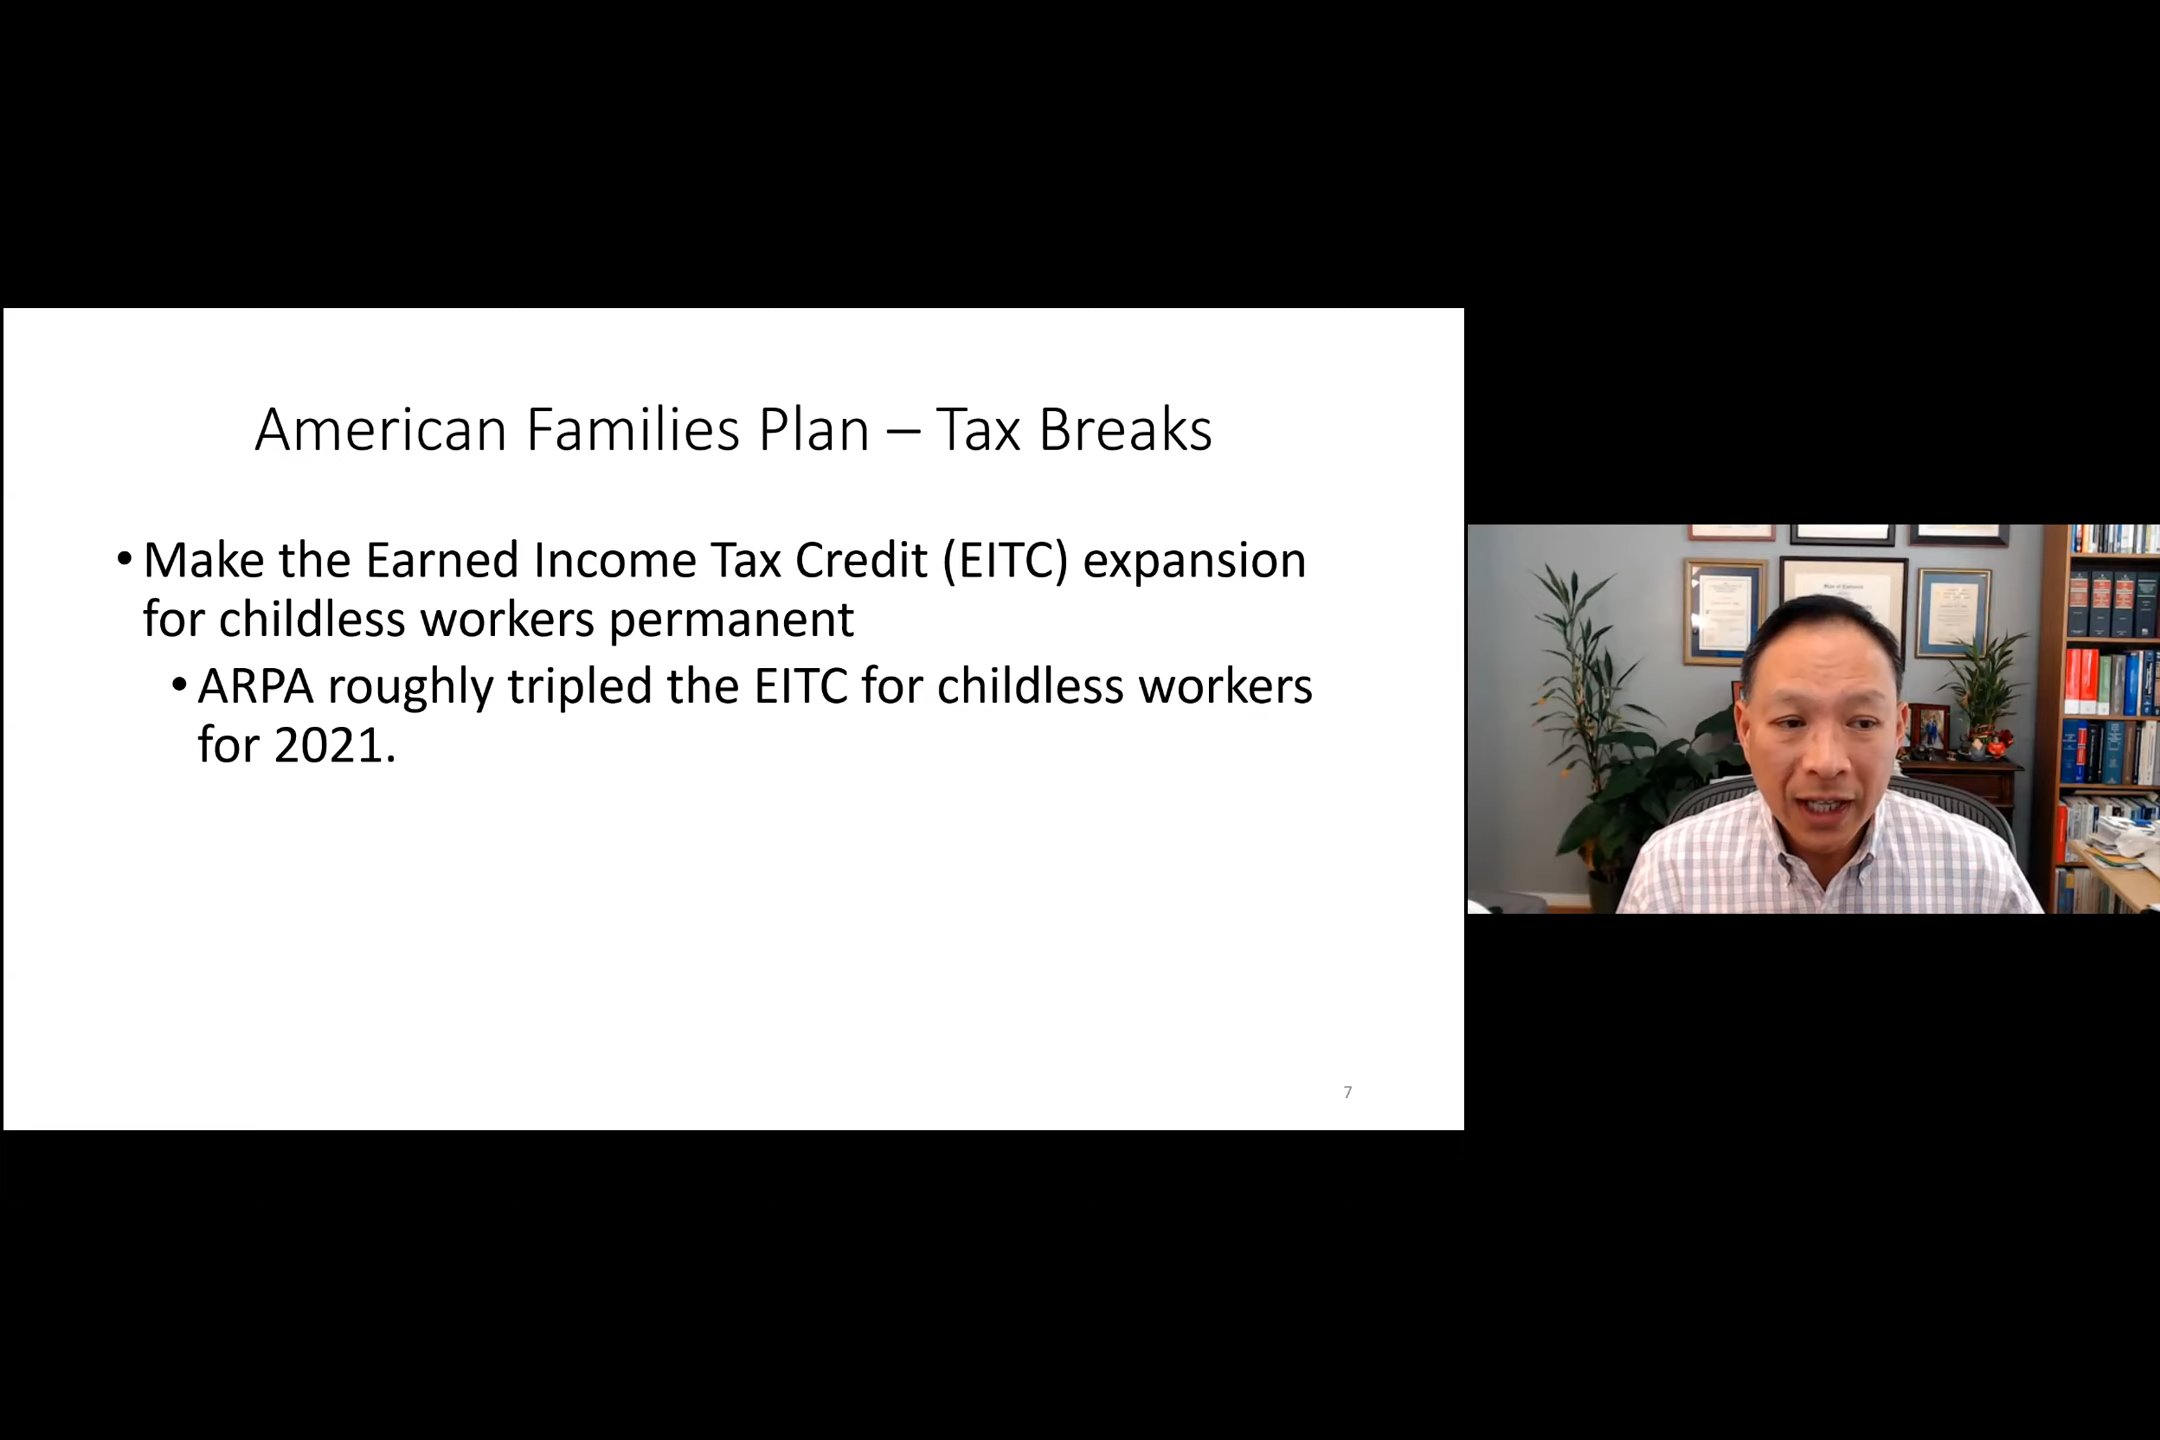 American Families Plan – Tax Breaks
• Make the Earned Income Tax Credit (EITC) expansion
for childless workers permanent
• ARPA roughly tripled the EITC for childless workers
for 2021.
7